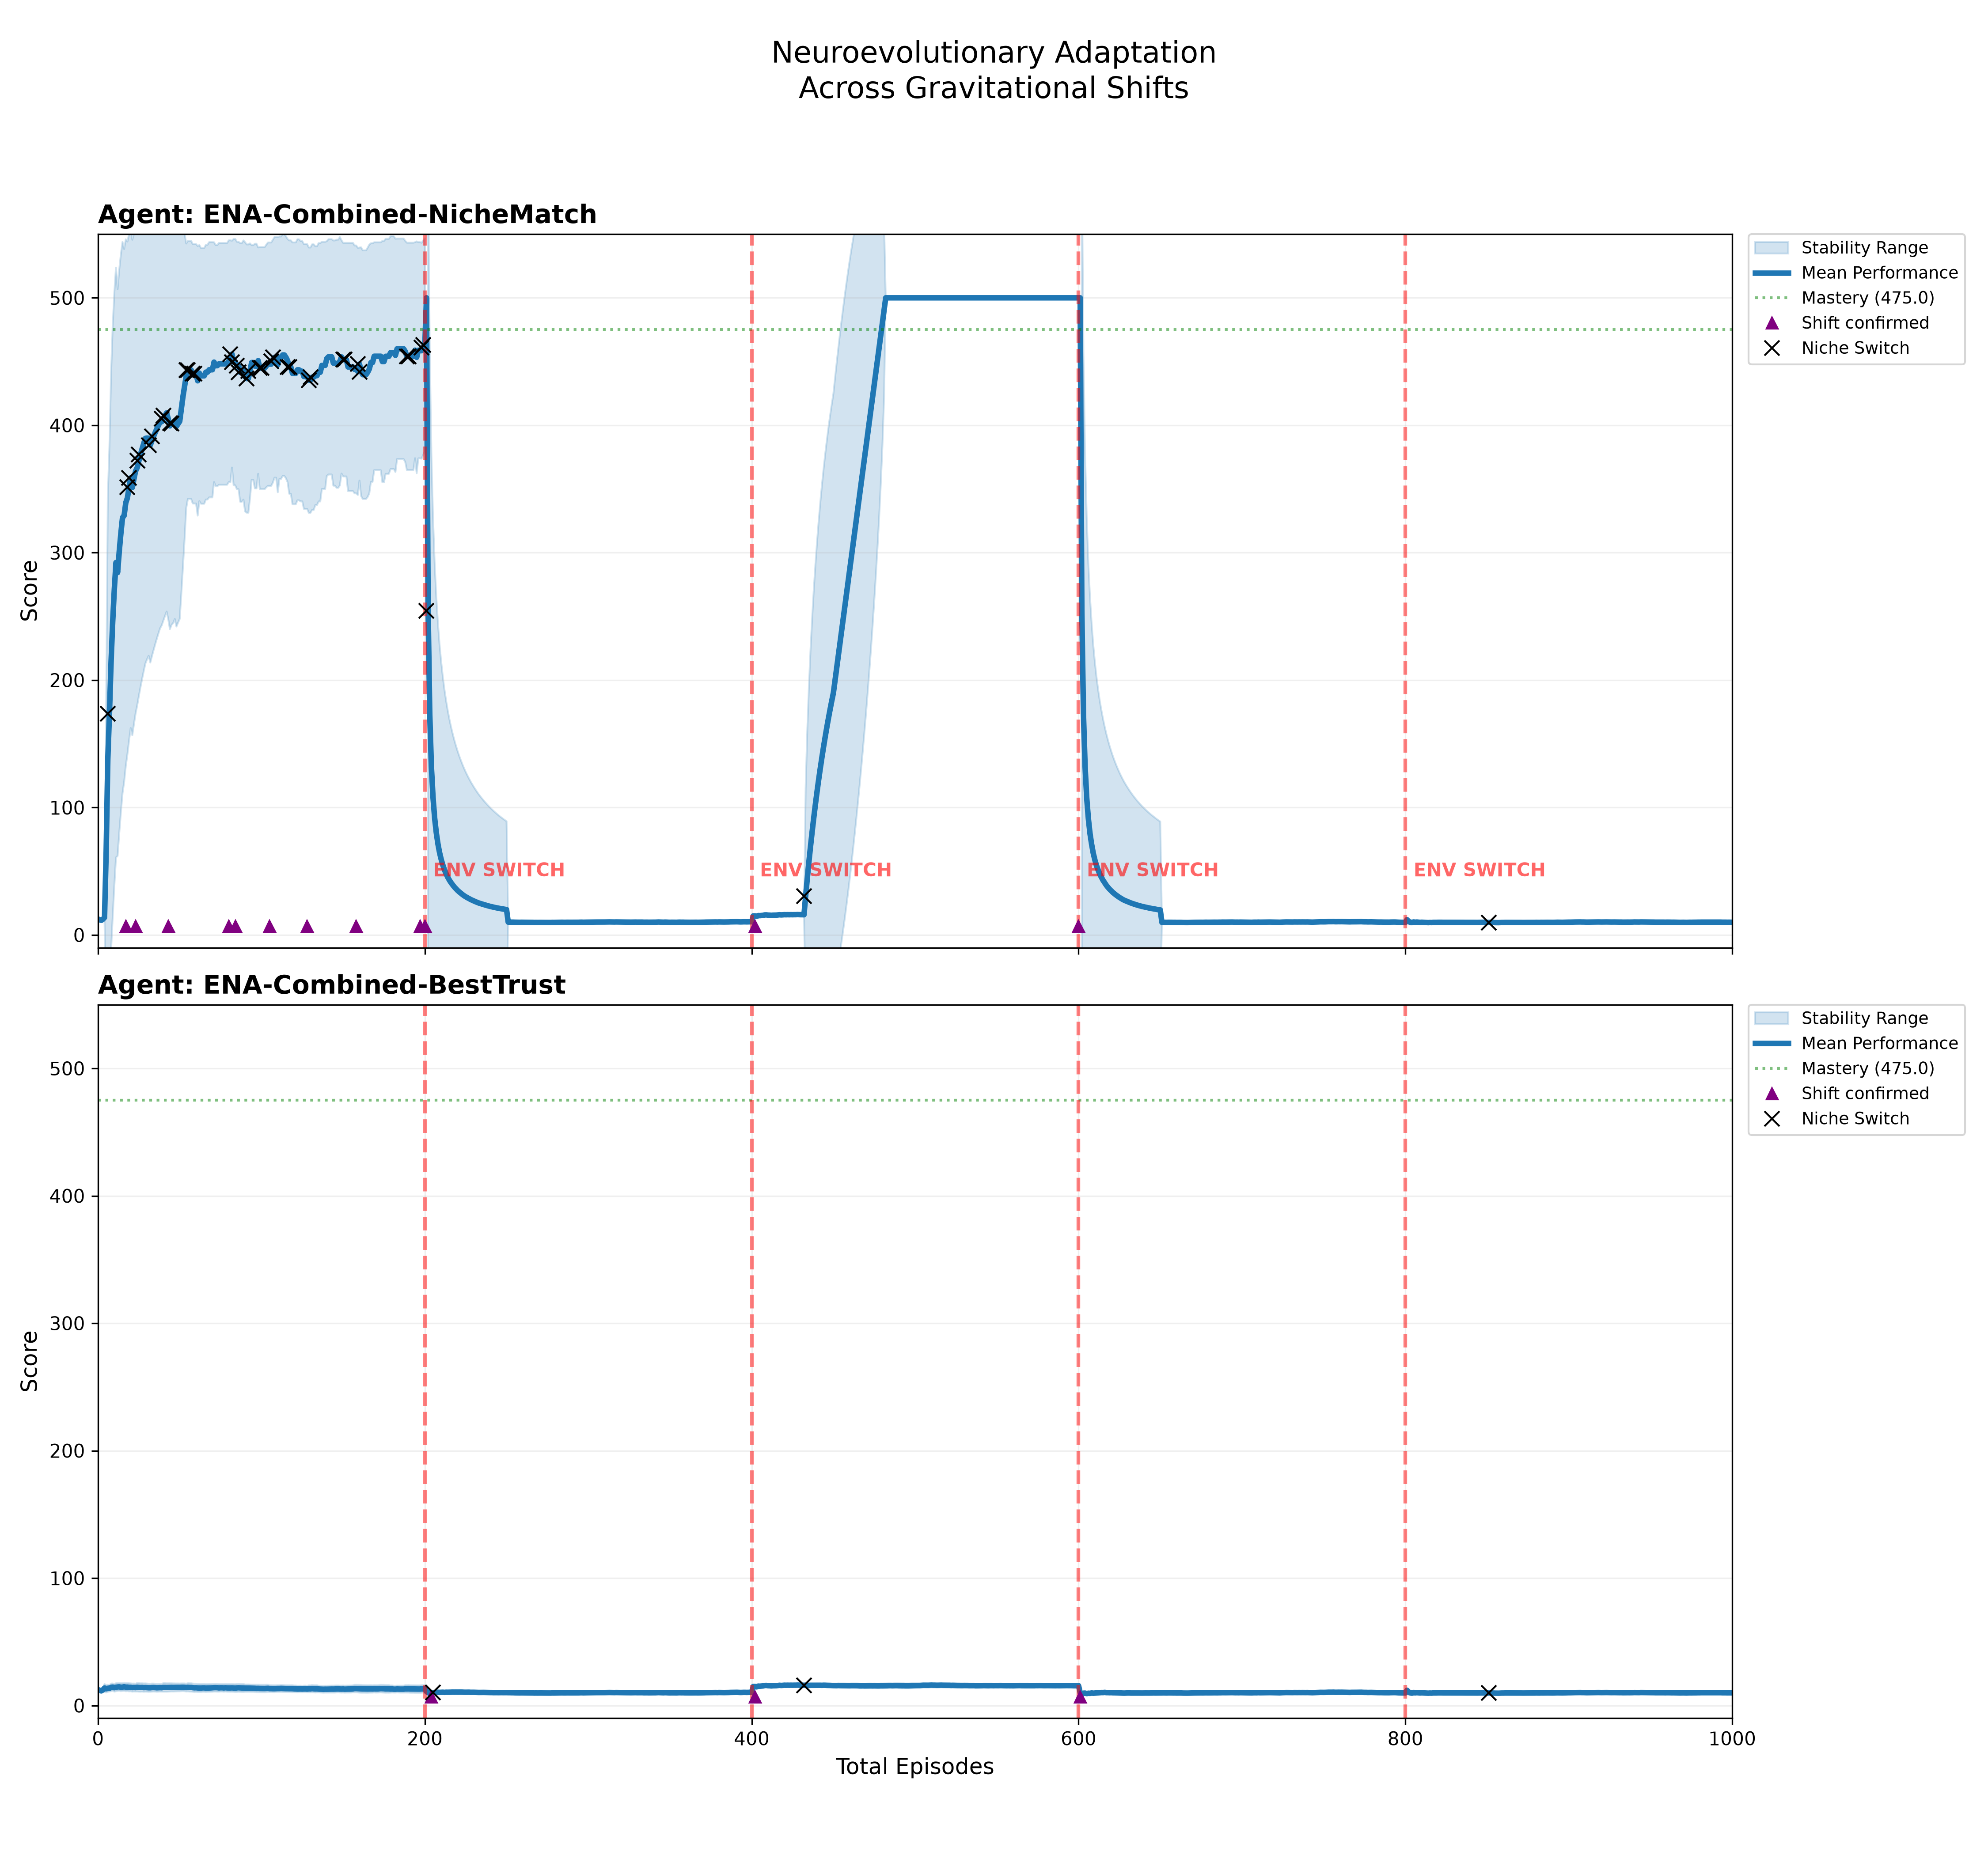 Neuroevolutionary Adaptation
Across Gravitational Shifts
Agent: ENA-Combined-NicheMatch
Score
500
400
300
200
100
0
ENV SWITCH
ENV SWITCH
ENV SWITCH
ENV SWITCH
Stability Range
Mean Performance
Mastery (475.0)
Shift confirmed
Niche Switch
Agent: ENA-Combined-BestTrust
Score
500
400
300
200
100
0
0
200
400
600
800
1000
Total Episodes
Stability Range
Mean Performance
Mastery (475.0)
Shift confirmed
Niche Switch